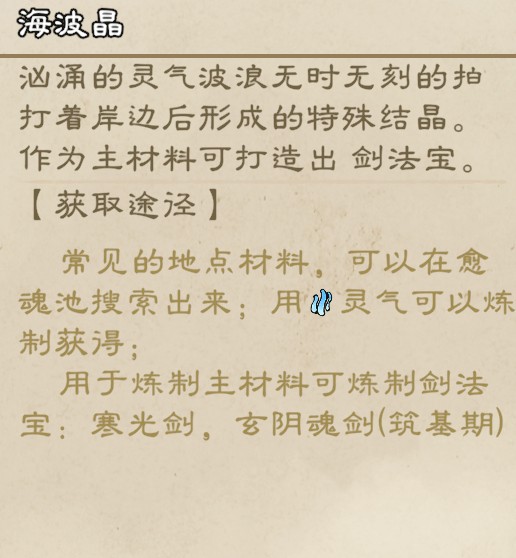 海波晶
汹涌的灵气波浪无时无刻的拍
打着岸边后形成的特殊结晶。
作为主材料可打造出 剑法宝。
【获取途径】
常见的地点材料，可以在愈
魂池搜索出来；用灵气可以炼
制获得；
用于炼制主材料可炼制剑法
宝：寒光剑，玄阴魂剑(筑基期)